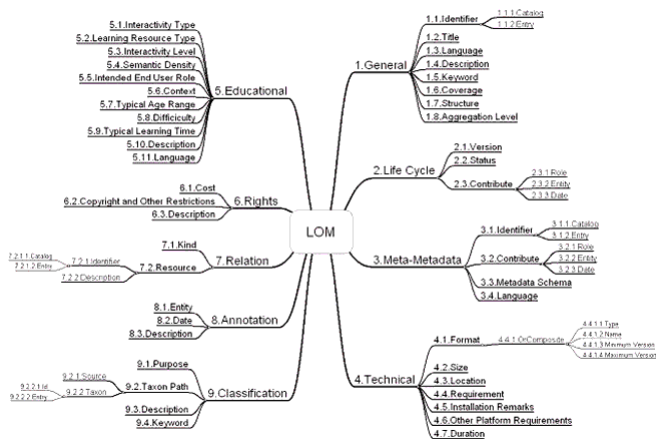 LOM
1.General
1.1.Identifier
1.1.1.Catalog
1.1.2.Entry
1.2.Title
1.3.Language
1.4.Description
1.5.Keyword
1.6.Coverage
1.7.Structure
1.8.Aggregation Level
2.Life Cycle
2.1.Version
2.2.Status
2.3.Contribute
2.3.1.Role
2.3.2.Entity
2.3.3.Date
3.Meta-Metadata
3.1.Identifier
3.1.1.Catalog
3.1.2.Entry
3.2.Contribute
3.2.1.Role
3.2.2.Entity
3.2.3.Date
3.3.Metadata Schema
3.4.Language
4.Technical
4.1.Format
4.4.1.OrComposite
4.4.1.1.Type
4.4.1.2.Name
4.4.1.3.Minimum Version
4.4.1.4.Maximum Version
4.2.Size
4.3.Location
4.4.Requirement
4.5.Installation Remarks
4.6.Other Platform Requirements
4.7.Duration
5.Educational
5.1.Interactivity Type
5.2.Learning Resource Type
5.3.Interactivity Level
5.4.Semantic Density
5.5.Intended End User Role
5.6.Context
5.7.Typical Age Range
5.8.Difficiculty
5.9.Typical Learning Time
5.10.Description
5.11.Language
6.Rights
6.1.Cost
6.2.Copyright and Other Restrictions
6.3.Description
7.Relation
7.1.Kind
7.2.Resource
7.2.1.Identifier
7.2.1.1.Catalog
7.2.1.2.Entry
7.2.2.Description
8.Annotation
8.1.Entity
8.2.Date
8.3.Description
9.Classification
9.1.Purpose
9.2.Taxon Path
9.2.1.Source
9.2.2.Taxon
9.2.2.1.Id
9.2.2.2.Entry
9.3.Description
9.4.Keyword